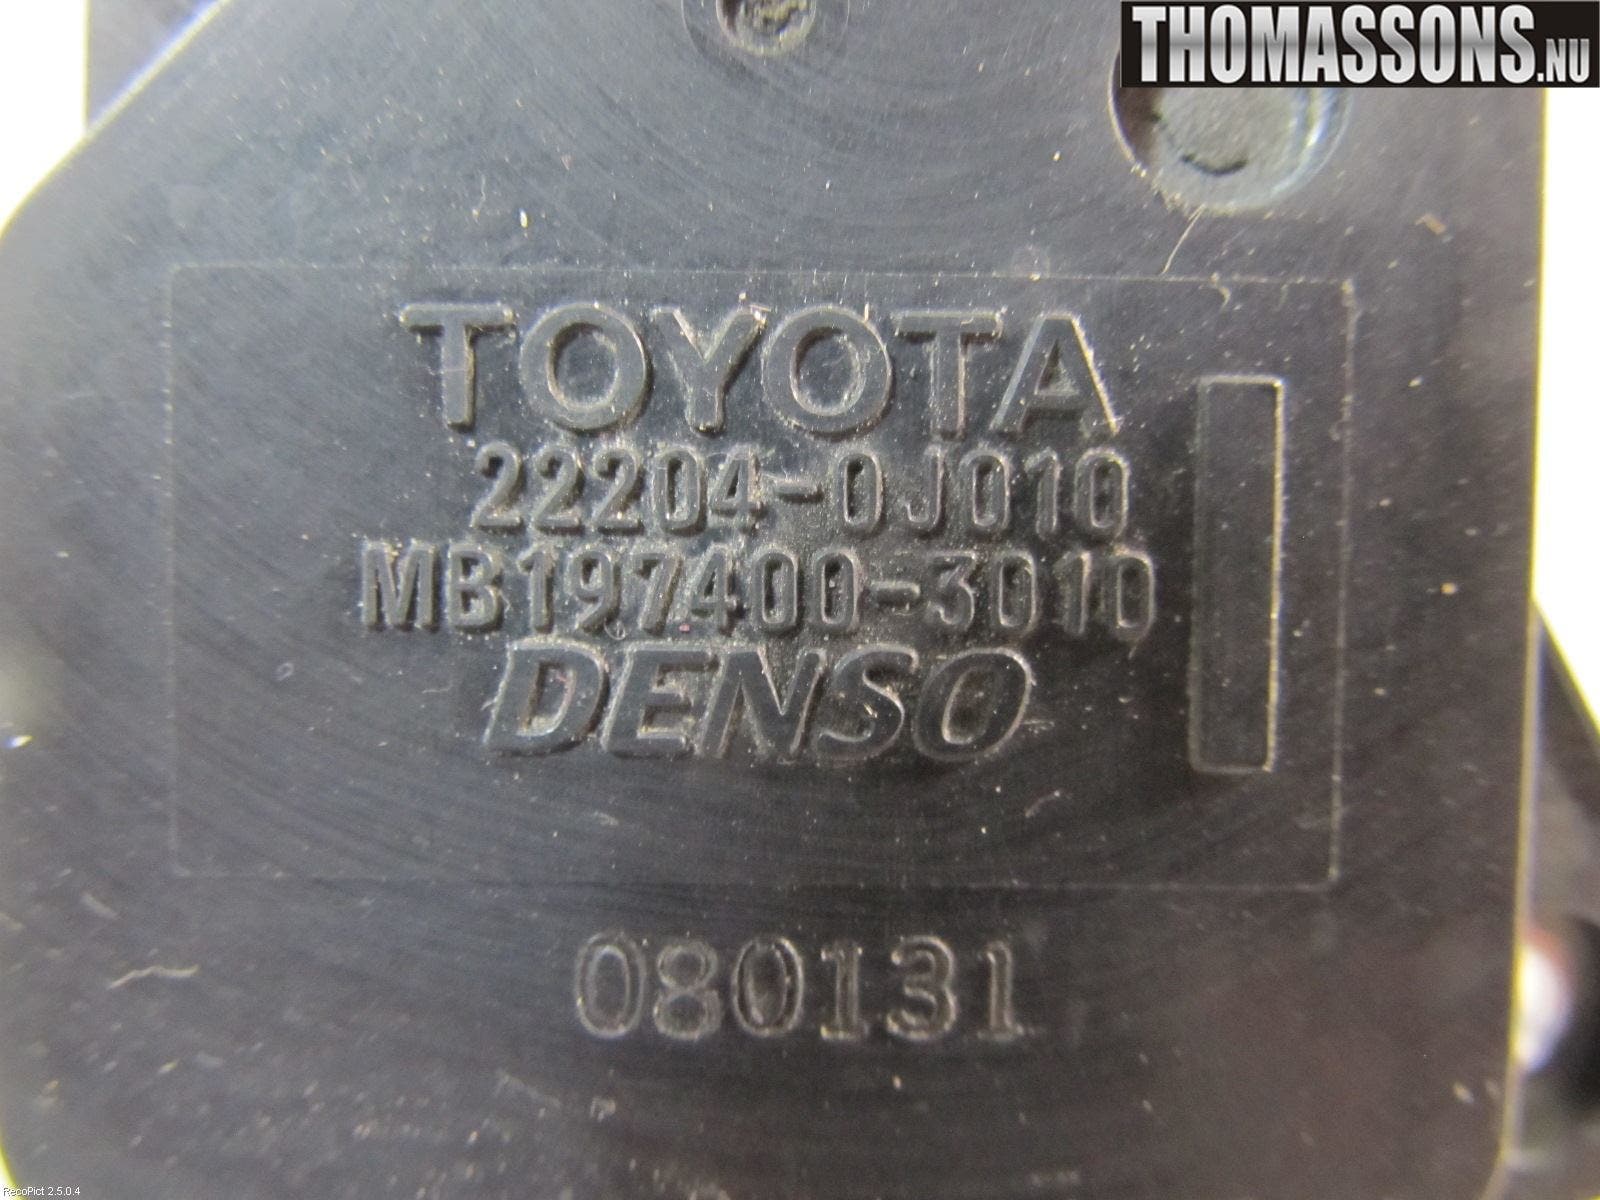 THOMASSONS.NU
TOYOTA
22204-0J010
MB197400-3010
DENSO
080131
RecoPict 2.5.0.4